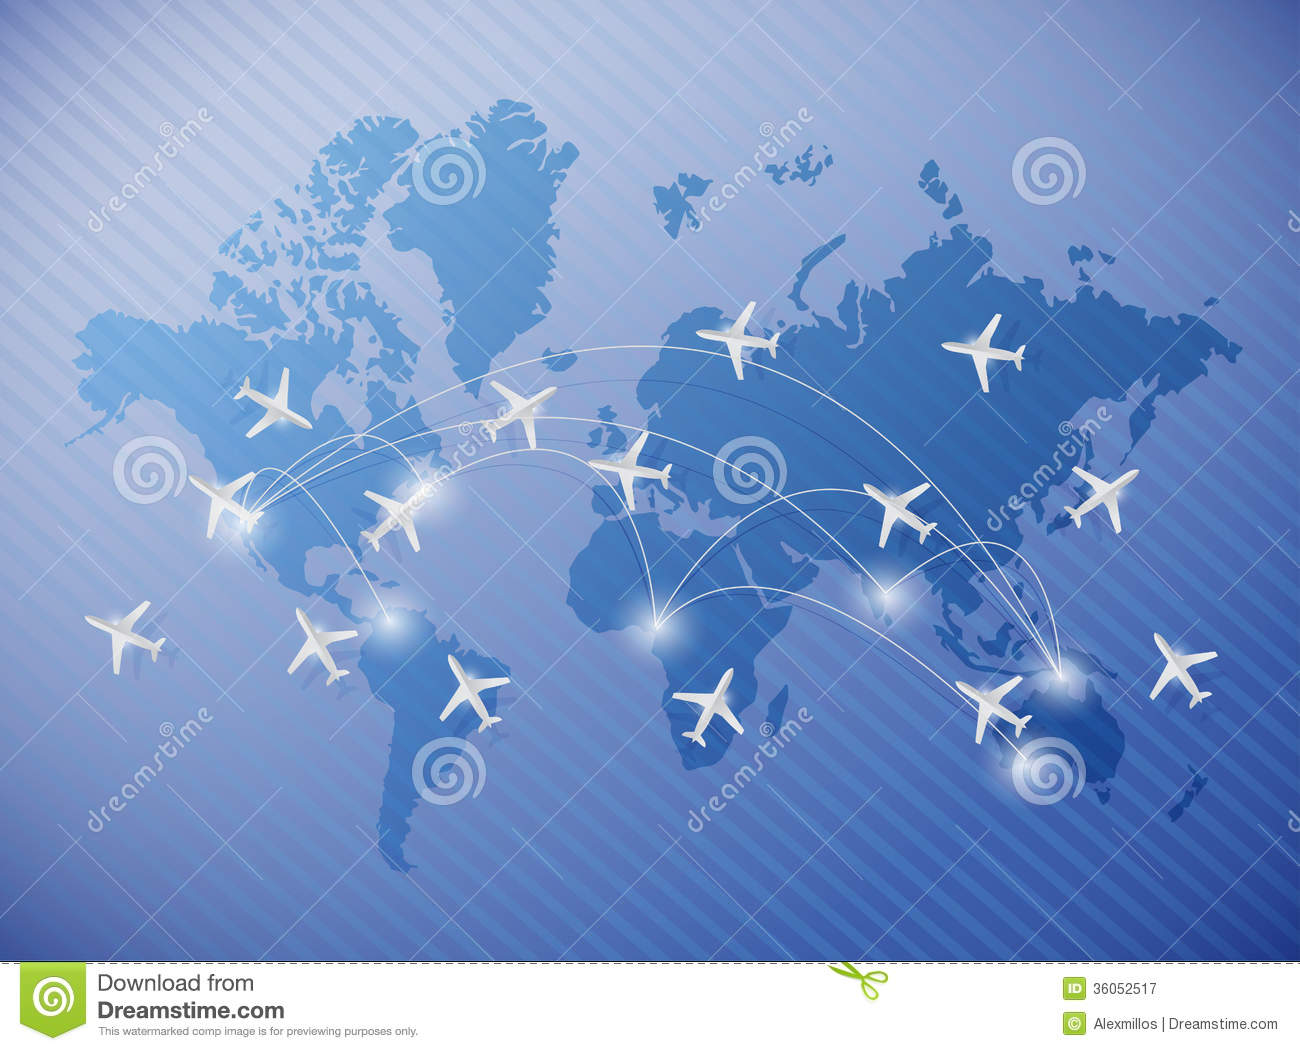 dreamstime
dreamstime
dreamstime
dreamstime
dreamstime
dreamstime
dreamstime
Download from
Dreamstime.com
This watermarked comp image is for previewing purposes only.
ID 36052517
© Alexmillos | Dreamstime.com